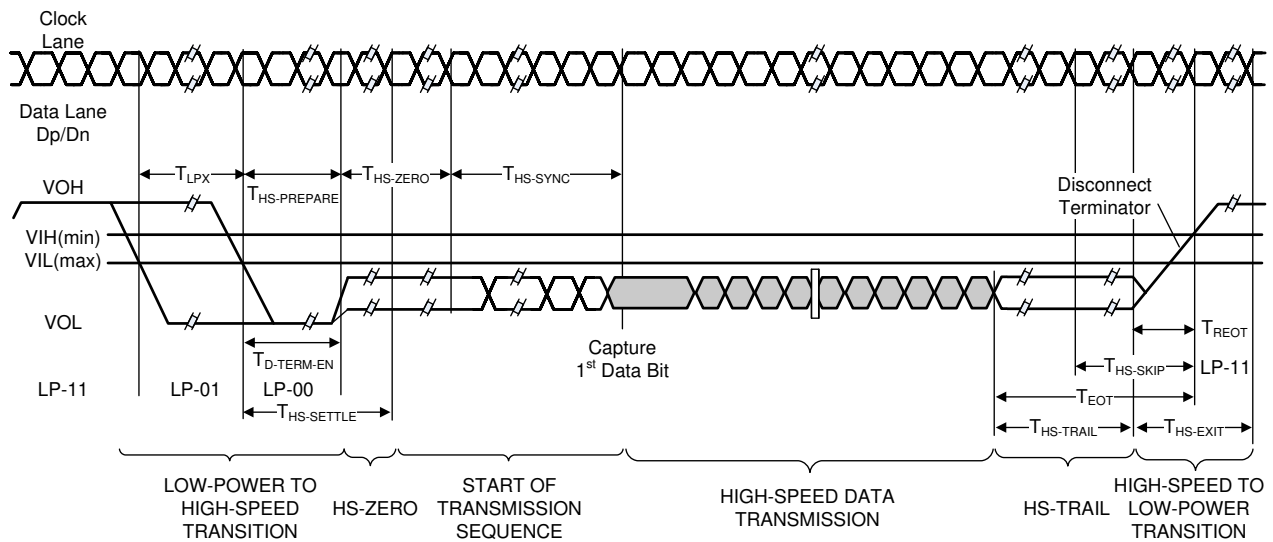 Clock
Lane
Data Lane
Dp/Dn
TLPX
THS-PREPARE
THS-ZERO
THS-SYNC
VOH
Disconnect
Terminator
VIH(min)
VIL(max)
VOL
TREOT
TD-TERM-EN
Capture
1st Data Bit
THS-SKIP
LP-11
LP-11
LP-01
LP-00
TEOT
THS-SETTLE
THS-TRAIL
THS-EXIT
LOW-POWER TO
HIGH-SPEED
TRANSITION
HS-ZERO
START OF
TRANSMISSION
SEQUENCE
HIGH-SPEED DATA
TRANSMISSION
HS-TRAIL
HIGH-SPEED TO
LOW-POWER
TRANSITION